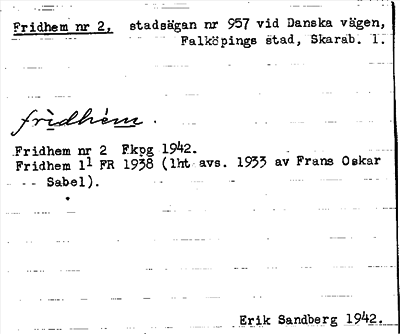 Fridhem nr 2, stadsägan nr 957 vid Danska vägen,
Falköpings stad, Skarab. l.
fridhem.
Fridhem nr 2 Fkpg 1942.
Fridhem 1¹ FR 1938 (lht avs. 1933 av Frans Oskar
-- Sabel).
Erik Sandberg 1942.